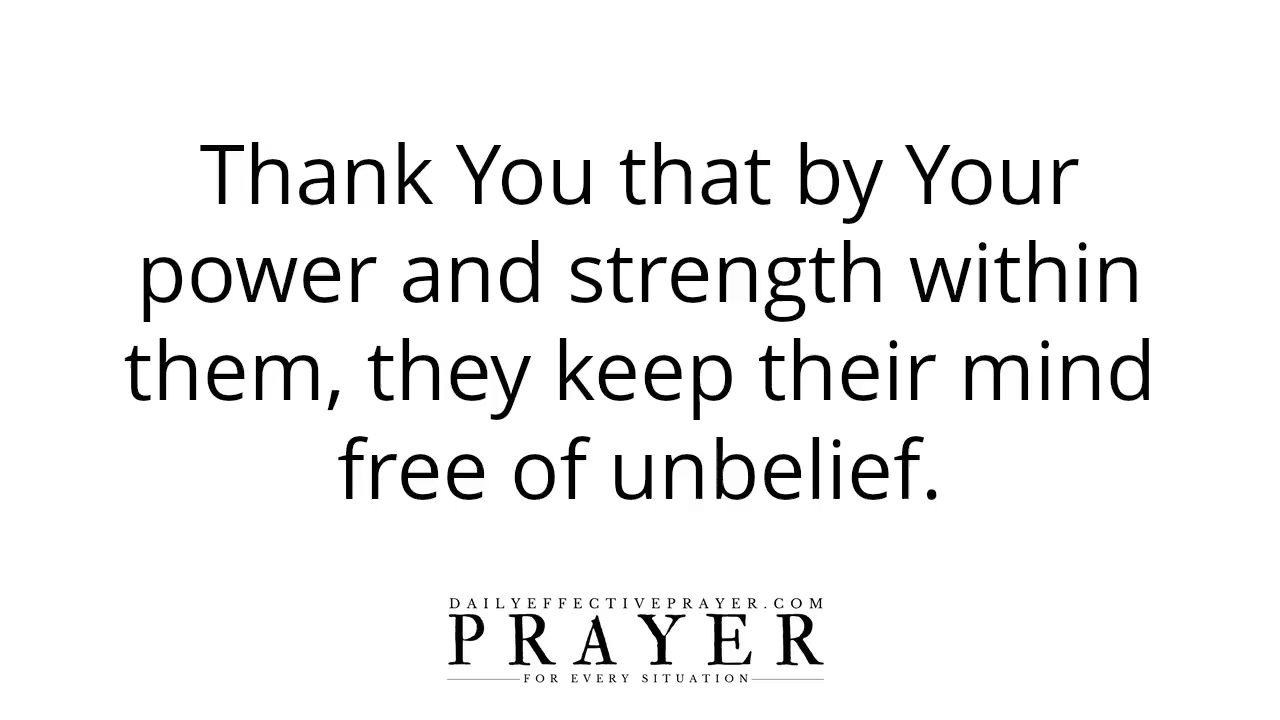 Thank You that by Your
power and strength within
them, they keep their mind
free of unbelief.
DAILYEFFECTIVEPRAYER.COM
PRAYER
FOR EVERY SITUATION